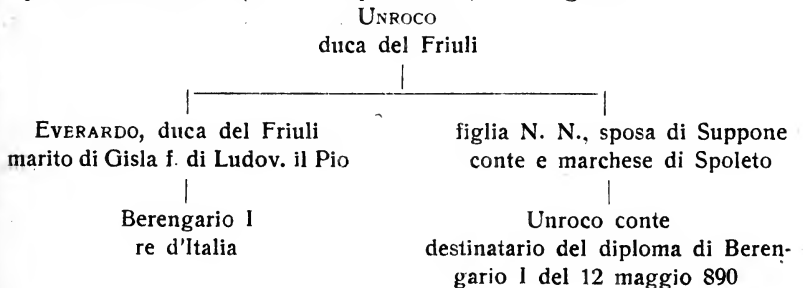 Unroco
duca del Friuli
Everardo, duca del Friuli
marito di Gisla f. di Ludov. il Pio
figlia N. N., sposa di Suppone
conte e marchese di Spoleto
Berengario I
re d'Italia
Unroco conte
destinatario del diploma di Beren-
gario I del 12 maggio 890